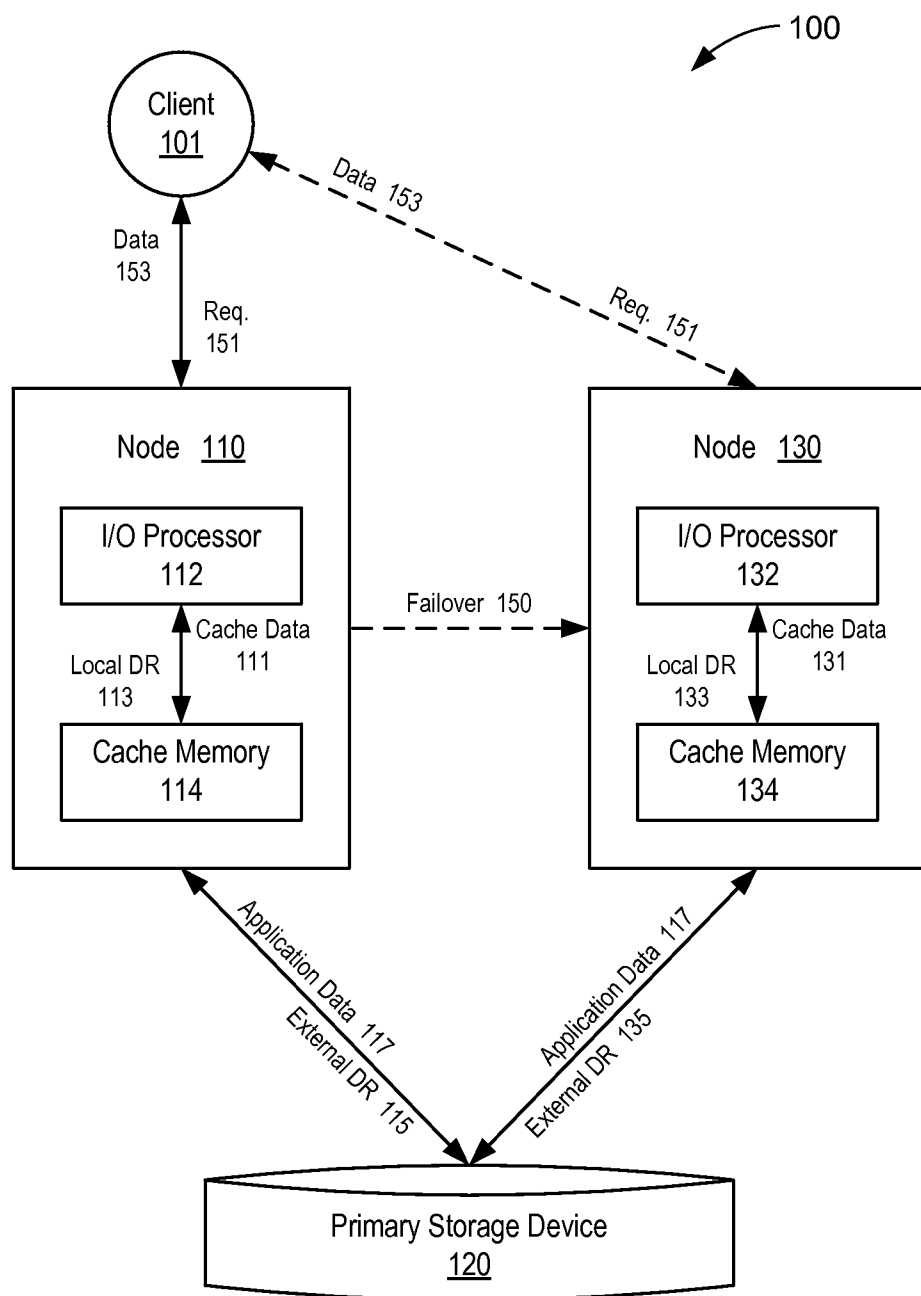 100
Client
101
Data 153
Req. 151
Data
153
Req.
151
Node 110
I/O Processor
112
Cache Data
111
Local DR
113
Cache Memory
114
Failover 150
Node 130
I/O Processor
132
Cache Data
131
Local DR
133
Cache Memory
134
Application Data 117
External DR 115
Application Data 117
External DR 135
Primary Storage Device
120